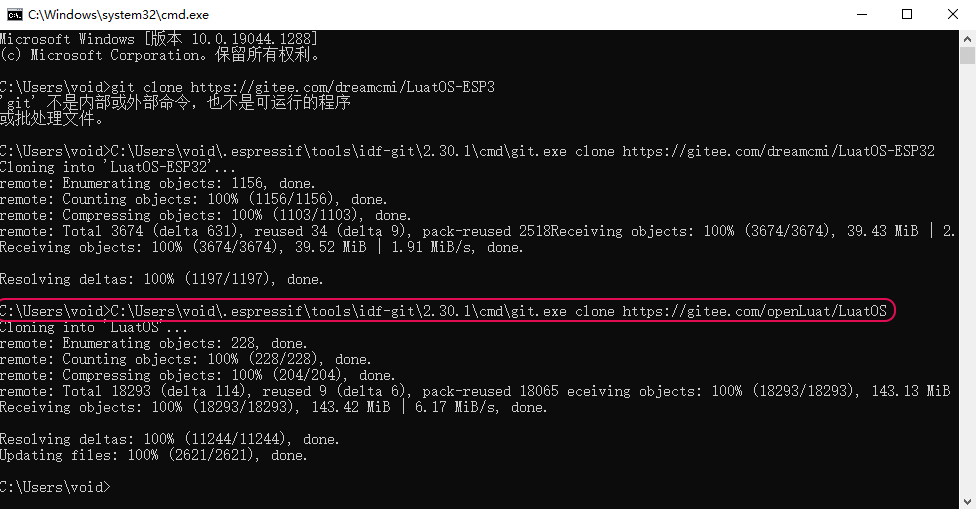 C:\Windows\system32\cmd.exe
Microsoft Windows [版本 10.0.19044.1288]
(c) Microsoft Corporation。保留所有权利。
C:\Users\void>git clone https://gitee.com/dreamcmi/LuatOS-ESP3
'git' 不是内部或外部命令，也不是可运行的程序
或批处理文件。
C:\Users\void>C:\Users\void\.espressif\tools\idf-git\2.30.1\cmd\git.exe clone https://gitee.com/dreamcmi/LuatOS-ESP32
Cloning into 'LuatOS-ESP32'...
remote: Enumerating objects: 1156, done.
remote: Counting objects: 100% (1156/1156), done.
remote: Compressing objects: 100% (1103/1103), done.
remote: Total 3674 (delta 631), reused 34 (delta 9), pack-reused 2518Receiving objects: 100% (3674/3674), 39.43 MiB | 2.
Receiving objects: 100% (3674/3674), 39.52 MiB | 1.91 MiB/s, done.
Resolving deltas: 100% (1197/1197), done.
C:\Users\void>C:\Users\void\.espressif\tools\idf-git\2.30.1\cmd\git.exe clone https://gitee.com/openLuat/LuatOS
Cloning into 'LuatOS'...
remote: Enumerating objects: 228, done.
remote: Counting objects: 100% (228/228), done.
remote: Compressing objects: 100% (204/204), done.
remote: Total 18293 (delta 114), reused 9 (delta 6), pack-reused 18065 eceiving objects: 100% (18293/18293), 143.13 MiB
Receiving objects: 100% (18293/18293), 143.42 MiB | 6.17 MiB/s, done.
Resolving deltas: 100% (11244/11244), done.
Updating files: 100% (2621/2621), done.
C:\Users\void>